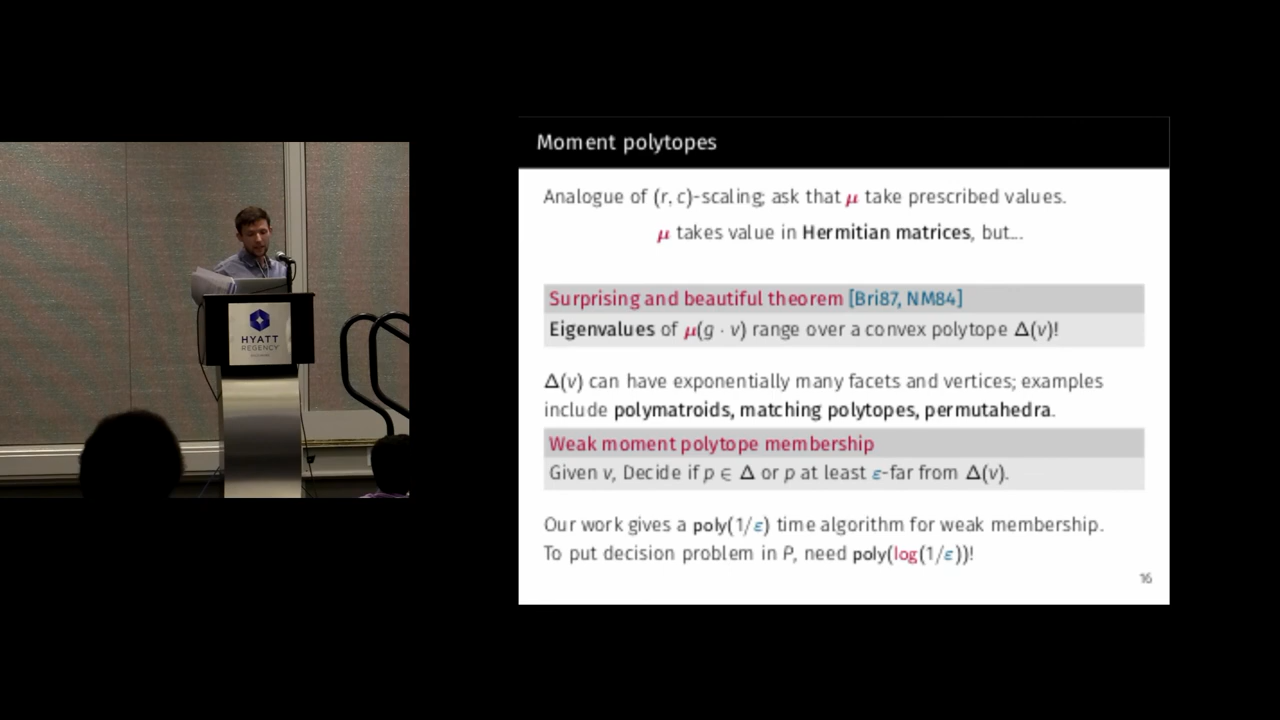 HYATT
REGENCY
Moment polytopes
Analogue of (r, c)-scaling; ask that μ take prescribed values.
μ takes value in Hermitian matrices, but...
Surprising and beautiful theorem [Bri87, NM84]
Eigenvalues of μ(g · v) range over a convex polytope Δ(v)!
Δ(v) can have exponentially many facets and vertices; examples
include polymatroids, matching polytopes, permutahedra.
Weak moment polytope membership
Given v, Decide if p ∈ Δ or p at least ε-far from Δ(v).
Our work gives a poly(1/ε) time algorithm for weak membership.
To put decision problem in P, need poly(log(1/ε))!
16